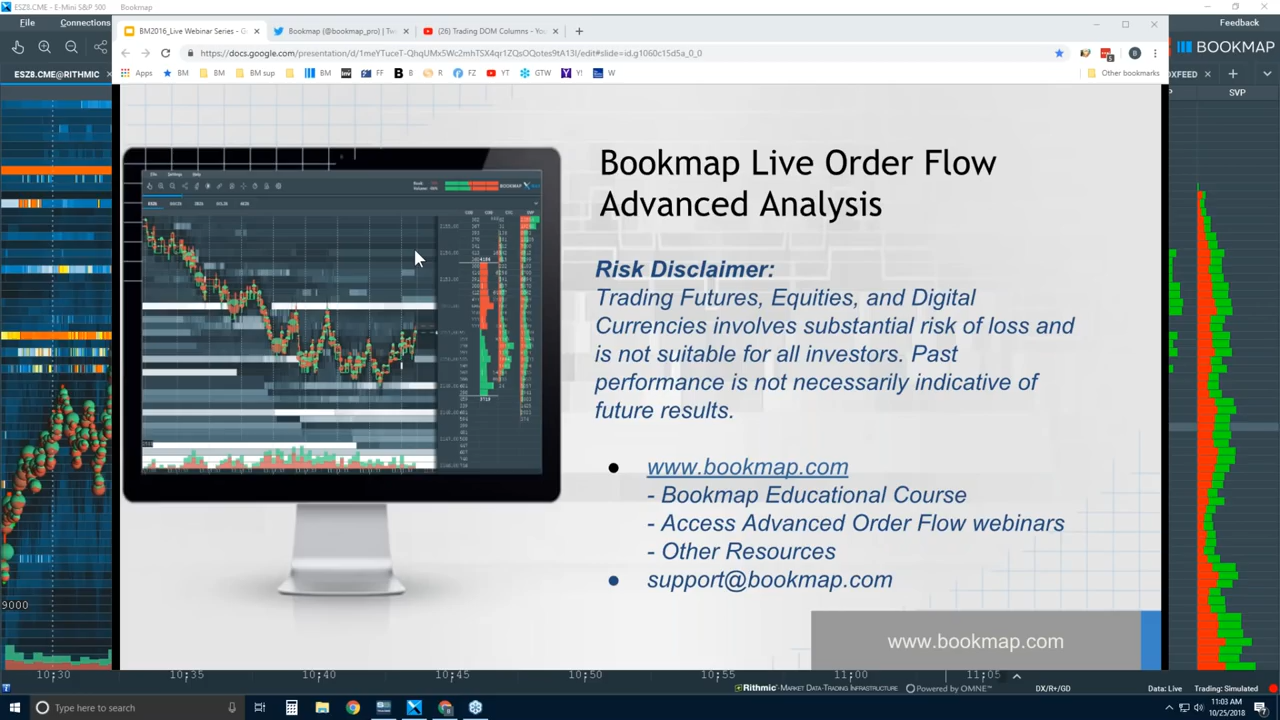 ESZ8.CME - E-Mini S&P 500
Bookmap
File
Connections
Feedback
BM2016_Live Webinar Series - G
Bookmap (@bookmap_pro) | Tw
(26) Trading DOM Columns - You
https://docs.google.com/presentation/d/1meYTuceT-QhqUMx5Wc2mhTSX4qr1ZQsOQotes9tA13I/edit#slide=id.g1060c15d5a_0_0
BOOKMAP
Apps
BM
BM
BM sup
BM
inv
FF
B
R
FZ
YT
GTW
Y!
W
Other bookmarks
ESZ8.CME@RITHMIC
DXFEED
SVP
Bookmap Live Order Flow
Advanced Analysis
Risk Disclaimer:
Trading Futures, Equities, and Digital
Currencies involves substantial risk of loss and
is not suitable for all investors. Past
performance is not necessarily indicative of
future results.
www.bookmap.com
- Bookmap Educational Course
- Access Advanced Order Flow webinars
- Other Resources
support@bookmap.com
www.bookmap.com
9000
10:30
10:35
10:40
10:45
10:55
11:00
11:05
Rithmic-Market Data-Trading Infrastructure
Powered by OMNE™
DX/R+/GD
Data: Live
Trading: Simulated
Type here to search
11:03 AM
10/25/2018